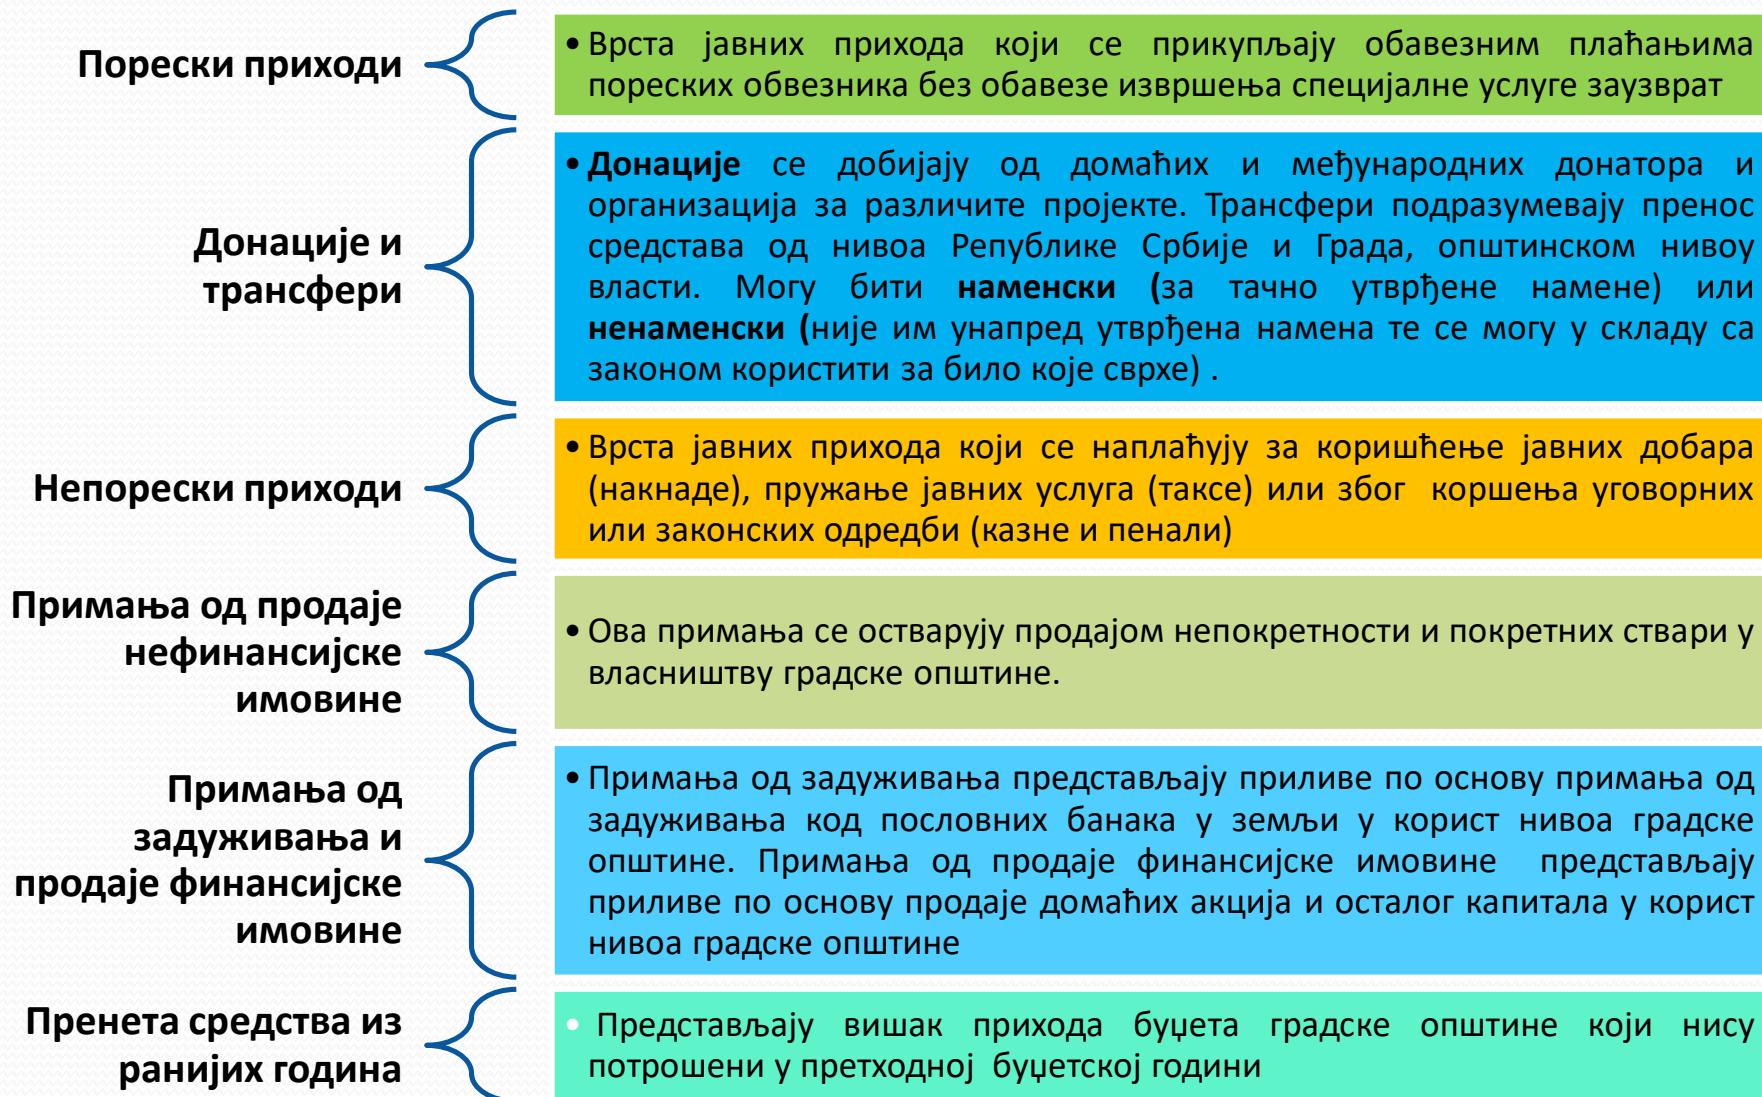 Порески приходи
• Врста јавних прихода који се прикупљају обавезним плаћањима
пореских обвезника без обавезе извршења специјалне услуге заузврат
Донације и
трансфери
• Донације се добијају од домаћих и међународних донатора и
организација за различите пројекте. Трансфери подразумевају пренос
средстава од нивоа Републике Србије и Града, општинском нивоу
власти. Могу бити наменски (за тачно утврђене намене) или
ненаменски (није им унапред утврђена намена те се могу у складу са
законом користити за било које сврхе) .
Непорески приходи
• Врста јавних прихода који се наплаћују за коришћење јавних добара
(накнаде), пружање јавних услуга (таксе) или због коршења уговорних
или законских одредби (казне и пенали)
Примања од продаје
нефинансијске
имовине
• Ова примања се остварују продајом непокретности и покретних ствари у
власништву градске општине.
Примања од
задуживања и
продаје финансијске
имовине
• Примања од задуживања представљају приливе по основу примања од
задуживања код пословних банака у земљи у корист нивоа градске
општине. Примања од продаје финансијске имовине представљају
приливе по основу продаје домаћих акција и осталог капитала у корист
нивоа градске општине
Пренета средства из
ранијих година
• Представљају вишак прихода буџета градске општине који нису
потрошени у претходној буџетској години